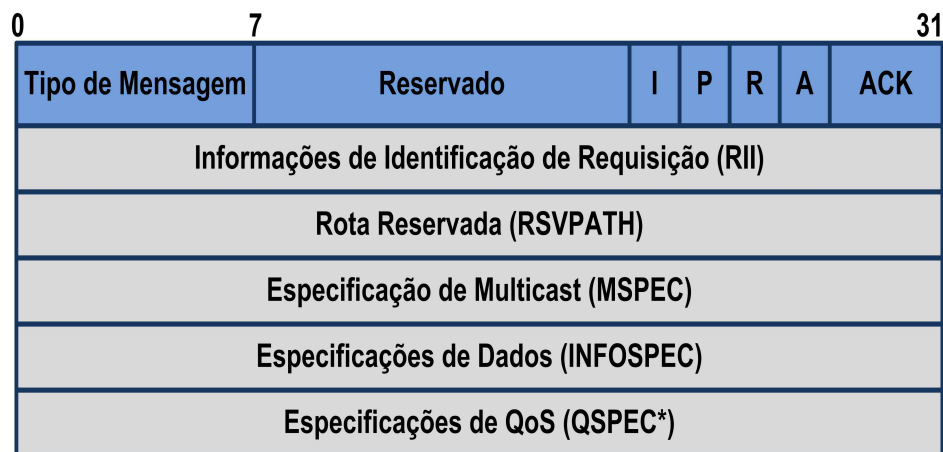 0 7 31
Tipo de Mensagem Reservado I P R A ACK
Informações de Identificação de Requisição (RII)
Rota Reservada (RSVPATH)
Especificação de Multicast (MSPEC)
Especificações de Dados (INFOSPEC)
Especificações de QoS (QSPEC*)